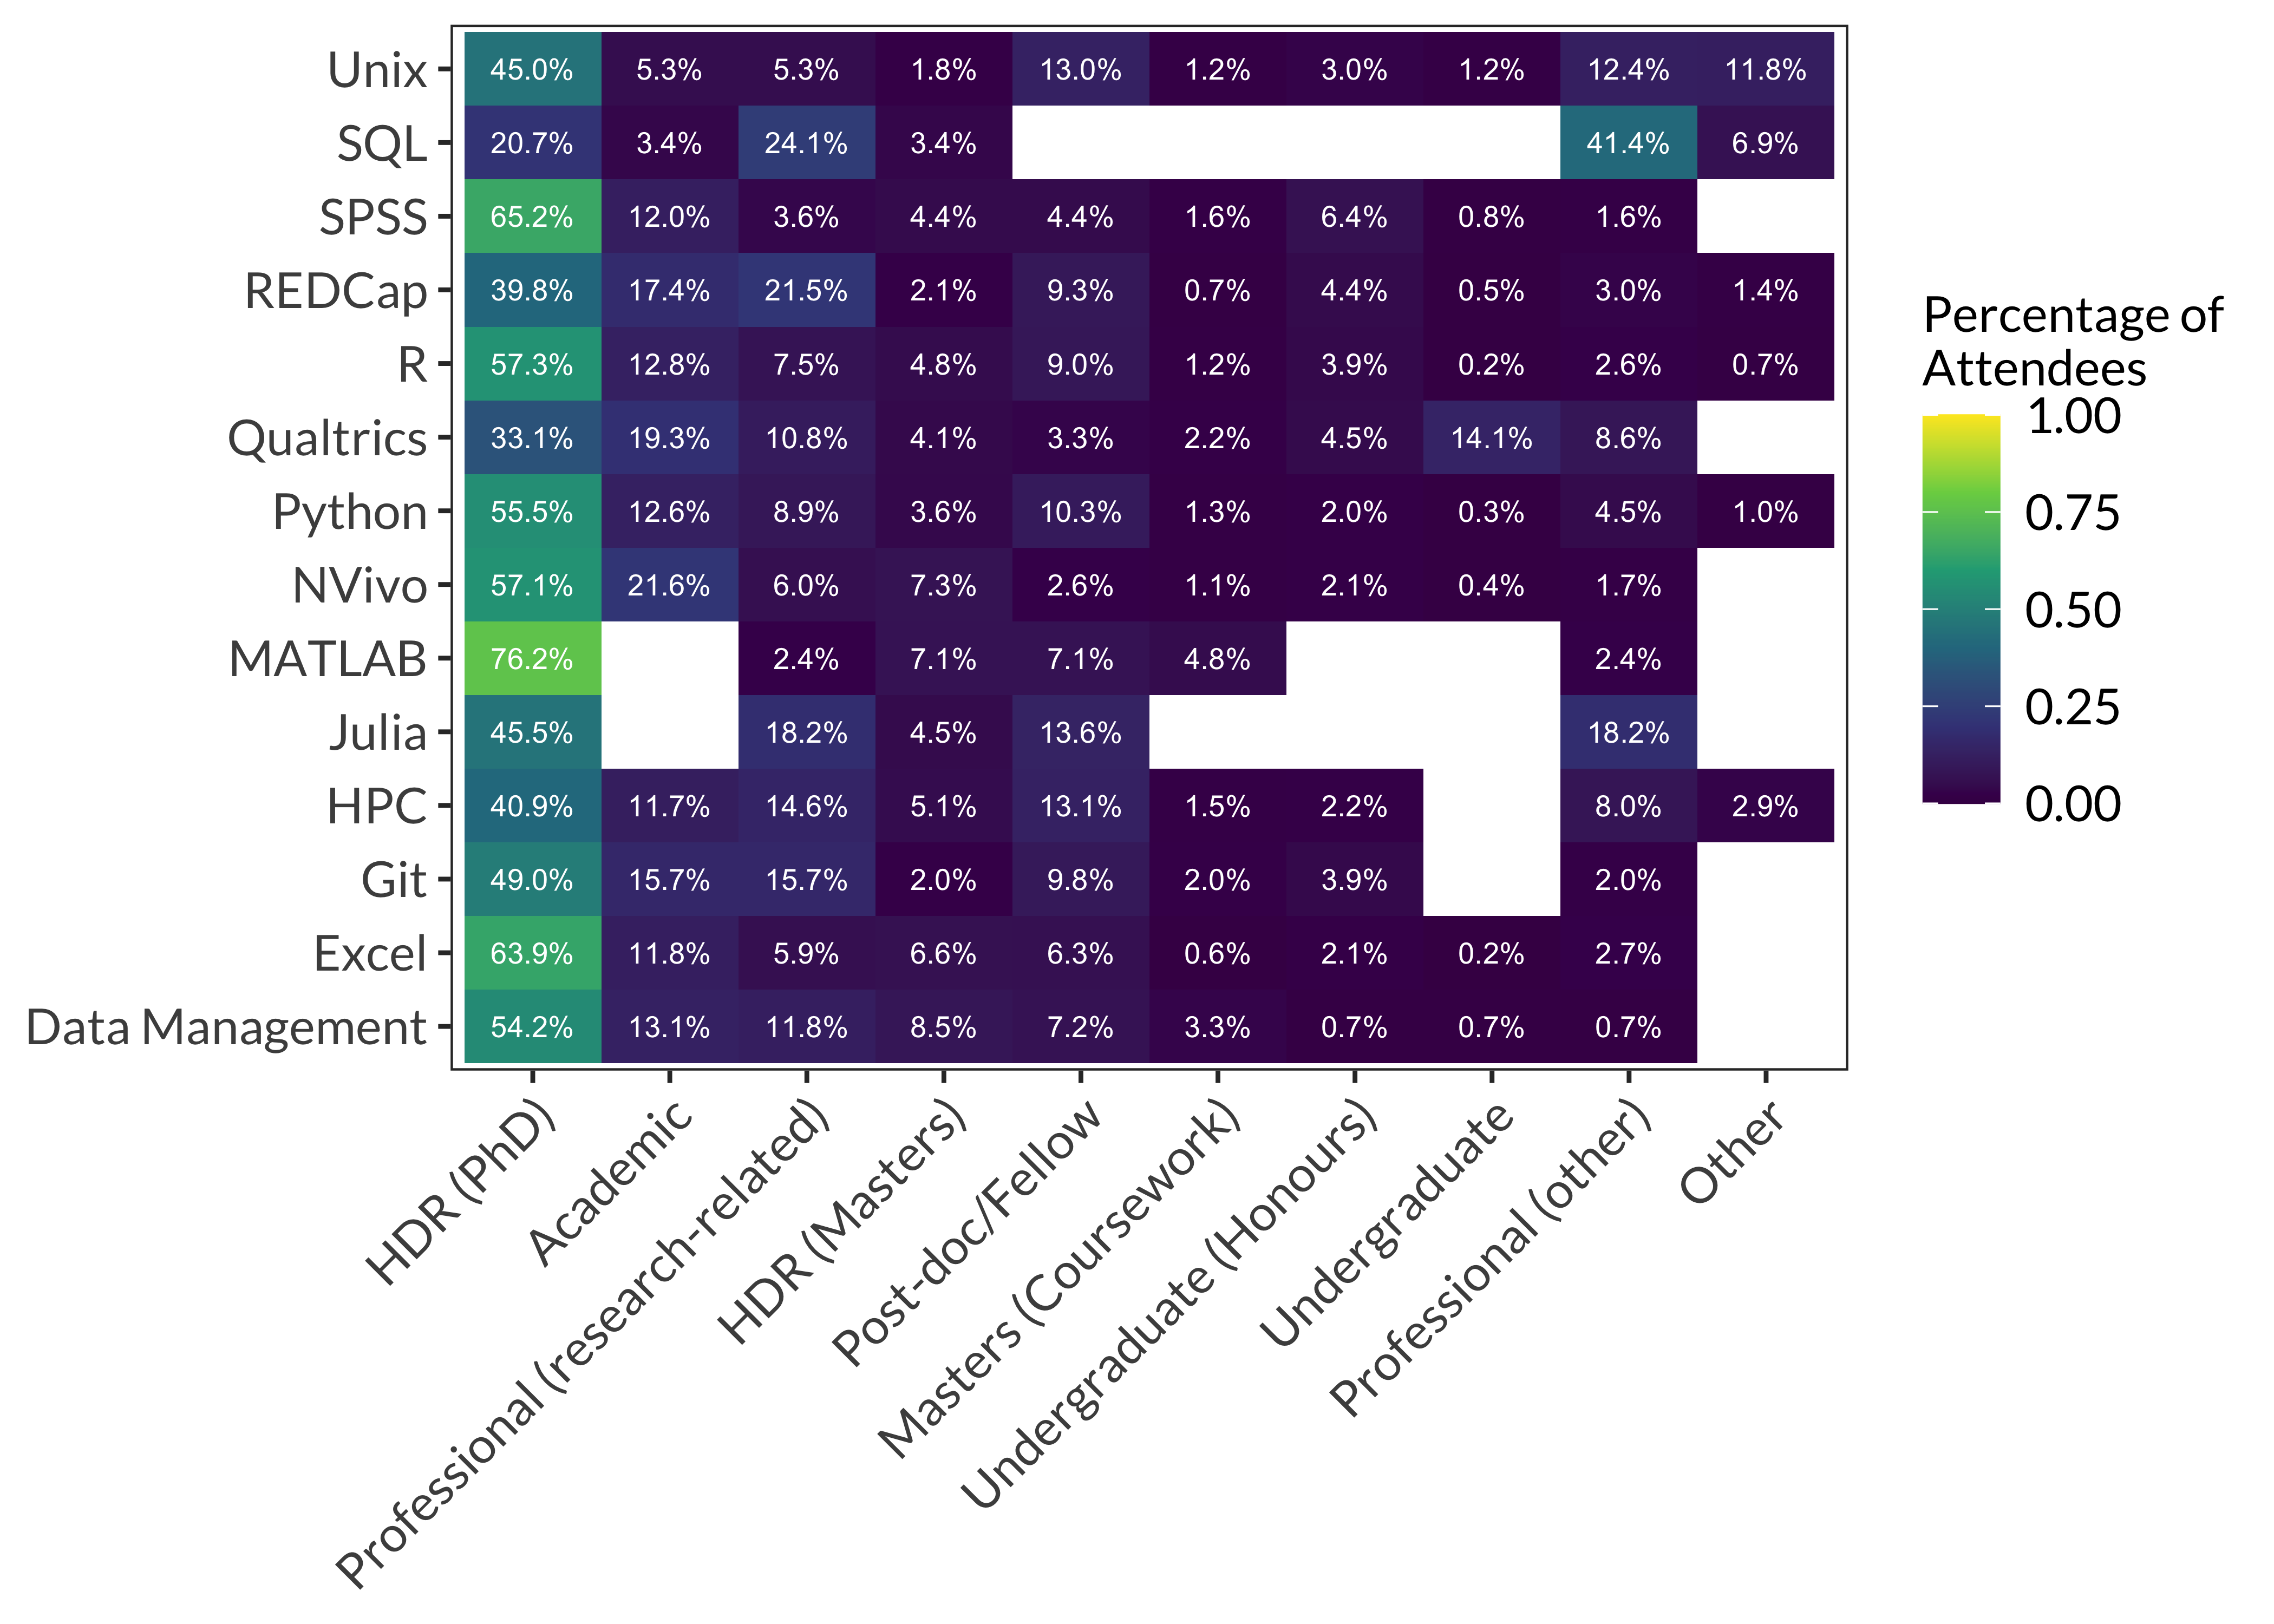 Unix 45.0% 5.3% 5.3% 1.8% 13.0% 1.2% 3.0% 1.2% 12.4% 11.8%
SQL 20.7% 3.4% 24.1% 3.4% 41.4% 6.9%
SPSS 65.2% 12.0% 3.6% 4.4% 4.4% 1.6% 6.4% 0.8% 1.6%
REDCap 39.8% 17.4% 21.5% 2.1% 9.3% 0.7% 4.4% 0.5% 3.0% 1.4%
R 57.3% 12.8% 7.5% 4.8% 9.0% 1.2% 3.9% 0.2% 2.6% 0.7%
Qualtrics 33.1% 19.3% 10.8% 4.1% 3.3% 2.2% 4.5% 14.1% 8.6%
Python 55.5% 12.6% 8.9% 3.6% 10.3% 1.3% 2.0% 0.3% 4.5% 1.0%
NVivo 57.1% 21.6% 6.0% 7.3% 2.6% 1.1% 2.1% 0.4% 1.7%
MATLAB 76.2% 2.4% 7.1% 7.1% 4.8% 2.4%
Julia 45.5% 18.2% 4.5% 13.6% 18.2%
HPC 40.9% 11.7% 14.6% 5.1% 13.1% 1.5% 2.2% 8.0% 2.9%
Git 49.0% 15.7% 15.7% 2.0% 9.8% 2.0% 3.9% 2.0%
Excel 63.9% 11.8% 5.9% 6.6% 6.3% 0.6% 2.1% 0.2% 2.7%
Data Management 54.2% 13.1% 11.8% 8.5% 7.2% 3.3% 0.7% 0.7% 0.7%
HDR (PhD)
Academic
Professional (research-related)
HDR (Masters)
Post-doc/Fellow
Masters (Coursework)
Undergraduate (Honours)
Undergraduate
Professional (other)
Other
Percentage of
Attendees
1.00
0.75
0.50
0.25
0.00